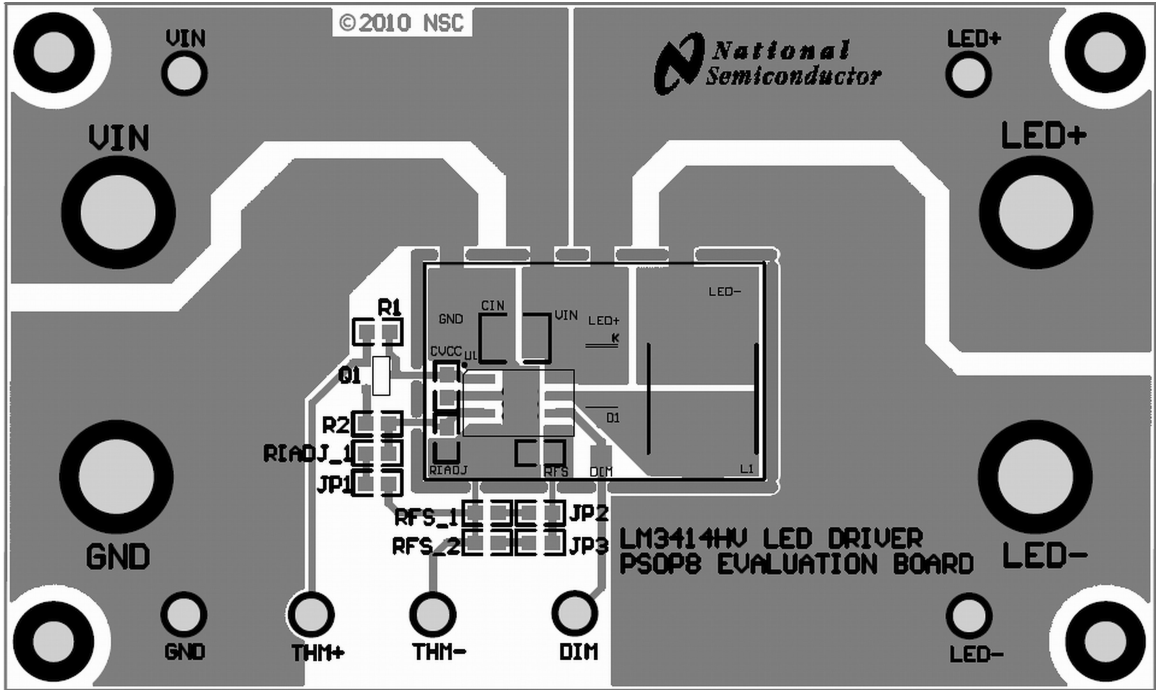 ©2010 NSC
VIN
National
Semiconductor
LED+
VIN
LED+
R1
GND
CIN
VIN
LED+
LED-
K
CVCC
U1
Q1
R2
D1
RIADJ_1
RIADJ
RFS
DIM
L1
JP1
RFS_1
JP2
RFS_2
JP3
LM3414HV LED DRIVER
PSOP8 EVALUATION BOARD
GND
LED-
GND
THM+
THM-
DIM
LED-